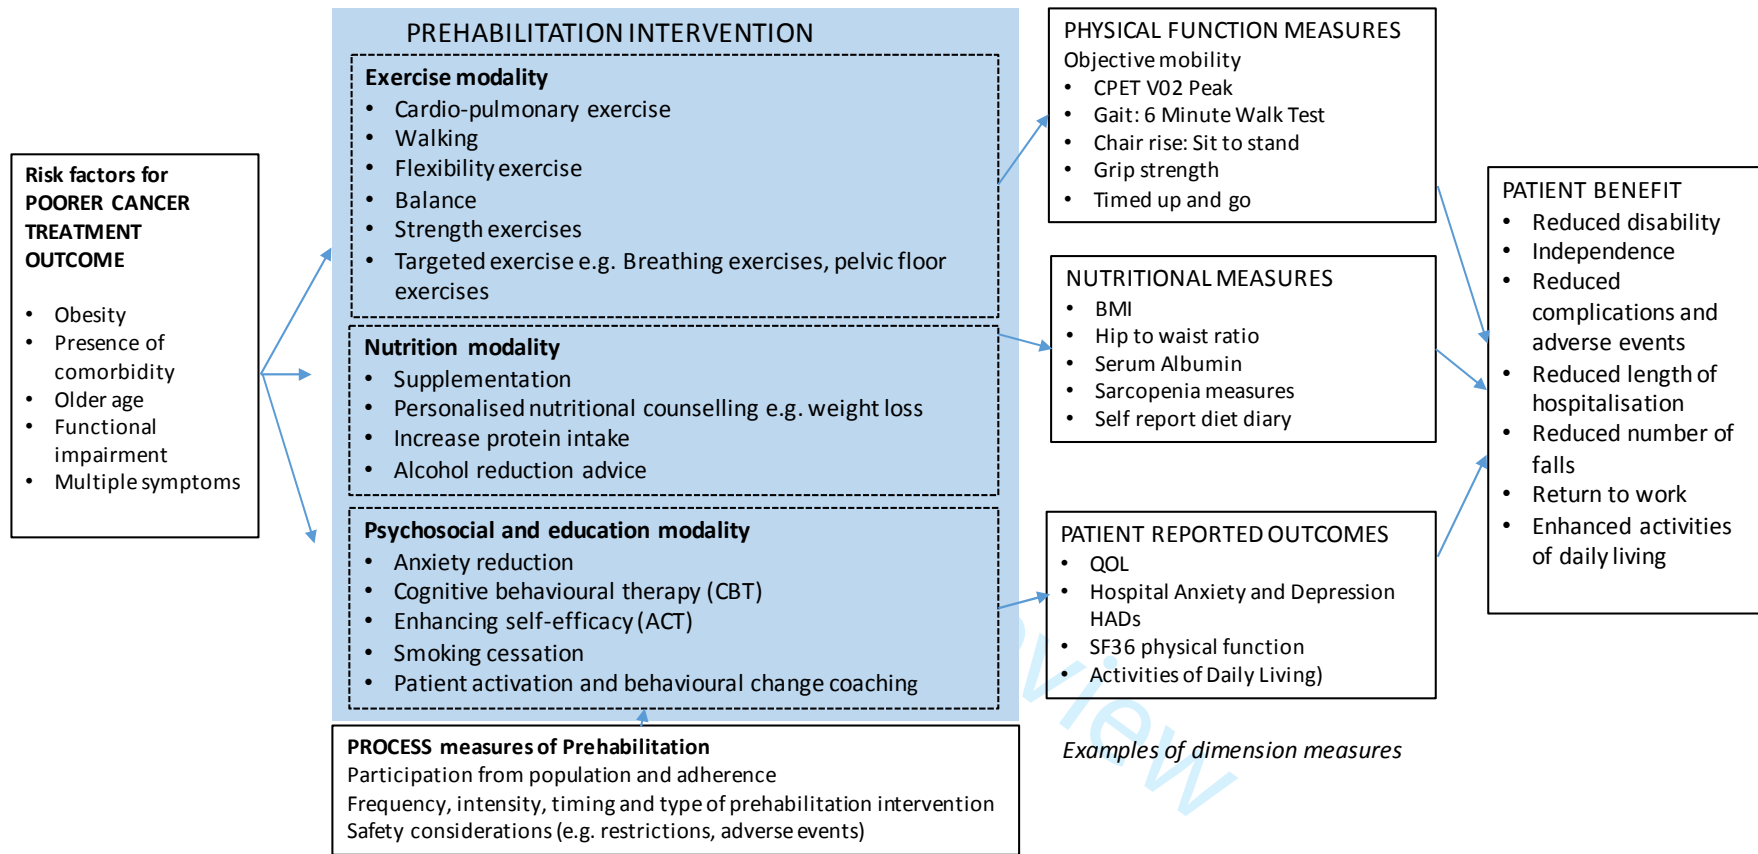 Risk factors for
POORER CANCER
TREATMENT
OUTCOME
• Obesity
• Presence of
comorbidity
• Older age
• Functional
impairment
• Multiple symptoms
PREHABILITATION INTERVENTION
Exercise modality
• Cardio-pulmonary exercise
• Walking
• Flexibility exercise
• Balance
• Strength exercises
• Targeted exercise e.g. Breathing exercises, pelvic floor
exercises
Nutrition modality
• Supplementation
• Personalised nutritional counselling e.g. weight loss
• Increase protein intake
• Alcohol reduction advice
Psychosocial and education modality
• Anxiety reduction
• Cognitive behavioural therapy (CBT)
• Enhancing self-efficacy (ACT)
• Smoking cessation
• Patient activation and behavioural change coaching
PROCESS measures of Prehabilitation
Participation from population and adherence
Frequency, intensity, timing and type of prehabilitation intervention
Safety considerations (e.g. restrictions, adverse events)
PHYSICAL FUNCTION MEASURES
Objective mobility
• CPET V02 Peak
• Gait: 6 Minute Walk Test
• Chair rise: Sit to stand
• Grip strength
• Timed up and go
NUTRITIONAL MEASURES
• BMI
• Hip to waist ratio
• Serum Albumin
• Sarcopenia measures
• Self report diet diary
PATIENT REPORTED OUTCOMES
• QOL
• Hospital Anxiety and Depression
HADs
• SF36 physical function
• Activities of Daily Living)
Examples of dimension measures
PATIENT BENEFIT
• Reduced disability
• Independence
• Reduced
complications and
adverse events
• Reduced length of
hospitalisation
• Reduced number of
falls
• Return to work
• Enhanced activities
of daily living